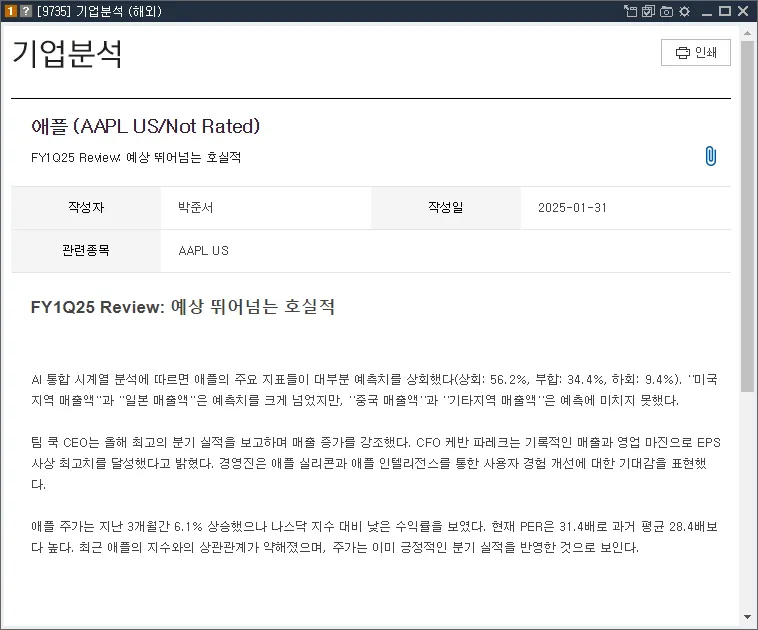 1 ? [9735] 기업분석 (해외)
기업분석
인쇄
애플 (AAPL US/Not Rated)
FY1Q25 Review: 예상 뛰어넘는 호실적
작성자 박준서 작성일 2025-01-31
관련종목 AAPL US
FY1Q25 Review: 예상 뛰어넘는 호실적
AI 통합 시계열 분석에 따르면 애플의 주요 지표들이 대부분 예측치를 상회했다(상회: 56.2%, 부합: 34.4%, 하회: 9.4%). "미국
지역 매출액"과 "일본 매출액"은 예측치를 크게 넘었지만, "중국 매출액"과 "기타지역 매출액"은 예측에 미치지 못했다.
팀 쿡 CEO는 올해 최고의 분기 실적을 보고하며 매출 증가를 강조했다. CFO 케반 파레크는 기록적인 매출과 영업 마진으로 EPS
사상 최고치를 달성했다고 밝혔다. 경영진은 애플 실리콘과 애플 인텔리전스를 통한 사용자 경험 개선에 대한 기대감을 표현했
다.
애플 주가는 지난 3개월간 6.1% 상승했으나 나스닥 지수 대비 낮은 수익률을 보였다. 현재 PER은 31.4배로 과거 평균 28.4배보
다 높다. 최근 애플의 지수와의 상관관계가 약해졌으며, 주가는 이미 긍정적인 분기 실적을 반영한 것으로 보인다.